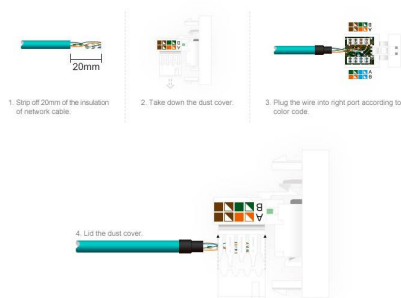 20mm
1. Strip off 20mm of the insulation
of network cable.
2. Take down the dust cover.
3. Plug the wire into right port according to
color code.
B
A
B
A
A
B
4. Lid the dust cover.
B
A